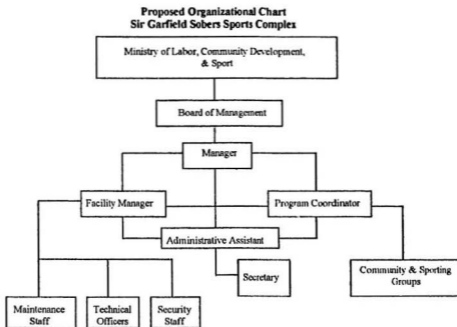 Proposed Organizational Chart
Sir Garfield Sobers Sports Complex
Ministry of Labor, Community Development,
& Sport
Board of Management
Manager
Facility Manager
Program Coordinator
Administrative Assistant
Secretary
Community & Sporting
Groups
Maintenance
Staff
Technical
Officers
Security
Staff